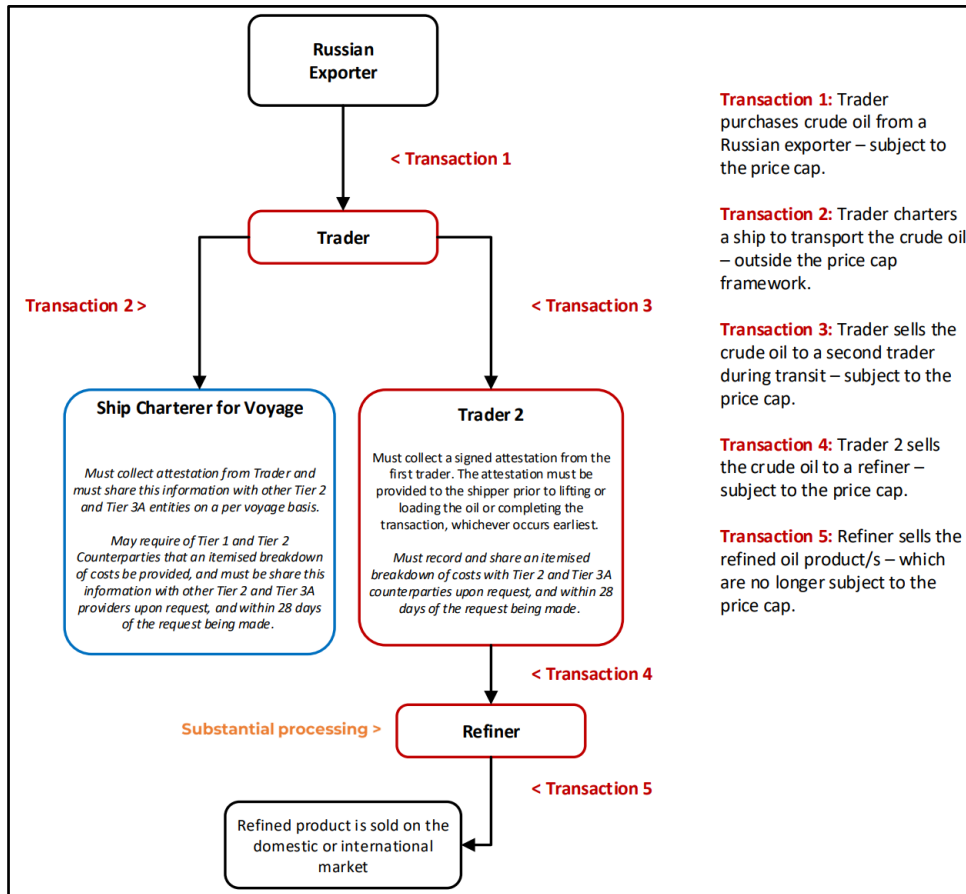 Russian
Exporter
< Transaction 1
Trader
Transaction 2 >
< Transaction 3
Ship Charterer for Voyage
Must collect attestation from Trader and
must share this information with other Tier 2
and Tier 3A entities on a per voyage basis.
May require of Tier 1 and Tier 2
Counterparties that an itemised breakdown
of costs be provided, and must be share this
information with other Tier 2 and Tier 3A
providers upon request, and within 28 days
of the request being made.
Trader 2
Must collect a signed attestation from the
first trader. The attestation must be
provided to the shipper prior to lifting or
loading the oil or completing the
transaction, whichever occurs earliest.
Must record and share an itemised
breakdown of costs with Tier 2 and Tier 3A
counterparties upon request, and within 28
days of the request being made.
< Transaction 4
Substantial processing >
Refiner
< Transaction 5
Refined product is sold on the
domestic or international
market
Transaction 1: Trader
purchases crude oil from a
Russian exporter – subject to
the price cap.
Transaction 2: Trader charters
a ship to transport the crude oil
– outside the price cap
framework.
Transaction 3: Trader sells the
crude oil to a second trader
during transit – subject to the
price cap.
Transaction 4: Trader 2 sells
the crude oil to a refiner –
subject to the price cap.
Transaction 5: Refiner sells the
refined oil product/s – which
are no longer subject to the
price cap.